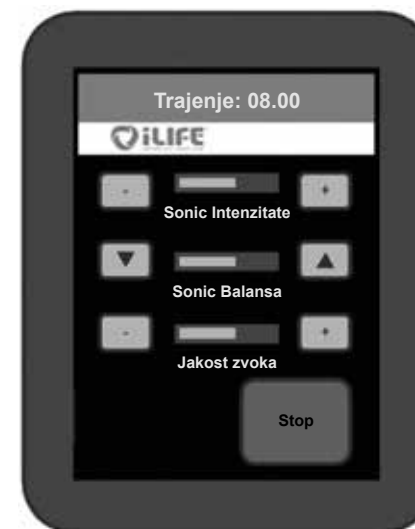 Trajenje: 08.00
iLIFE
- +
Sonic Intenzitate
▼ ▲
Sonic Balansa
- +
Jakost zvoka
Stop